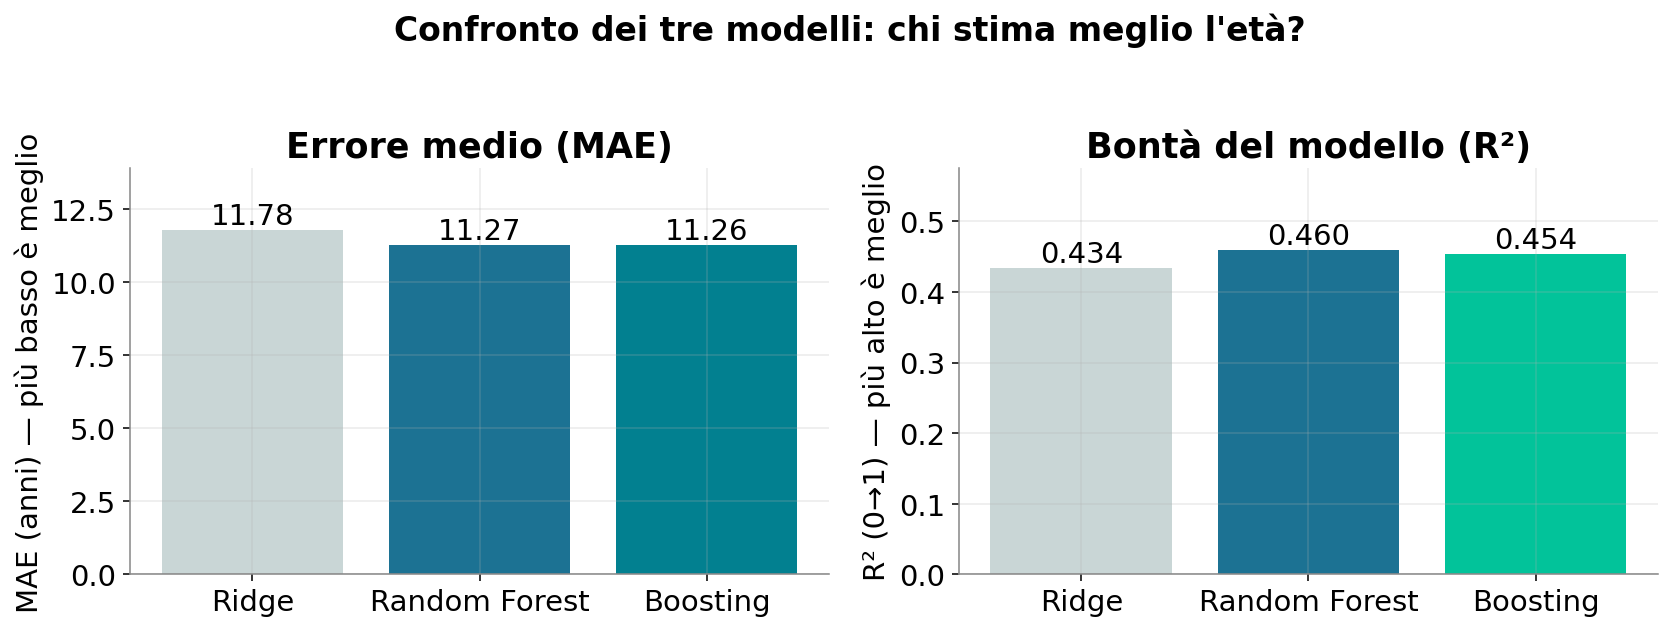 Confronto dei tre modelli: chi stima meglio l'età?
Errore medio (MAE)
MAE (anni) — più basso è meglio
12.5
10.0
7.5
5.0
2.5
0.0
11.78
11.27
11.26
Ridge
Random Forest
Boosting
Bontà del modello (R²)
R² (0→1) — più alto è meglio
0.5
0.4
0.3
0.2
0.1
0.0
0.434
0.460
0.454
Ridge
Random Forest
Boosting